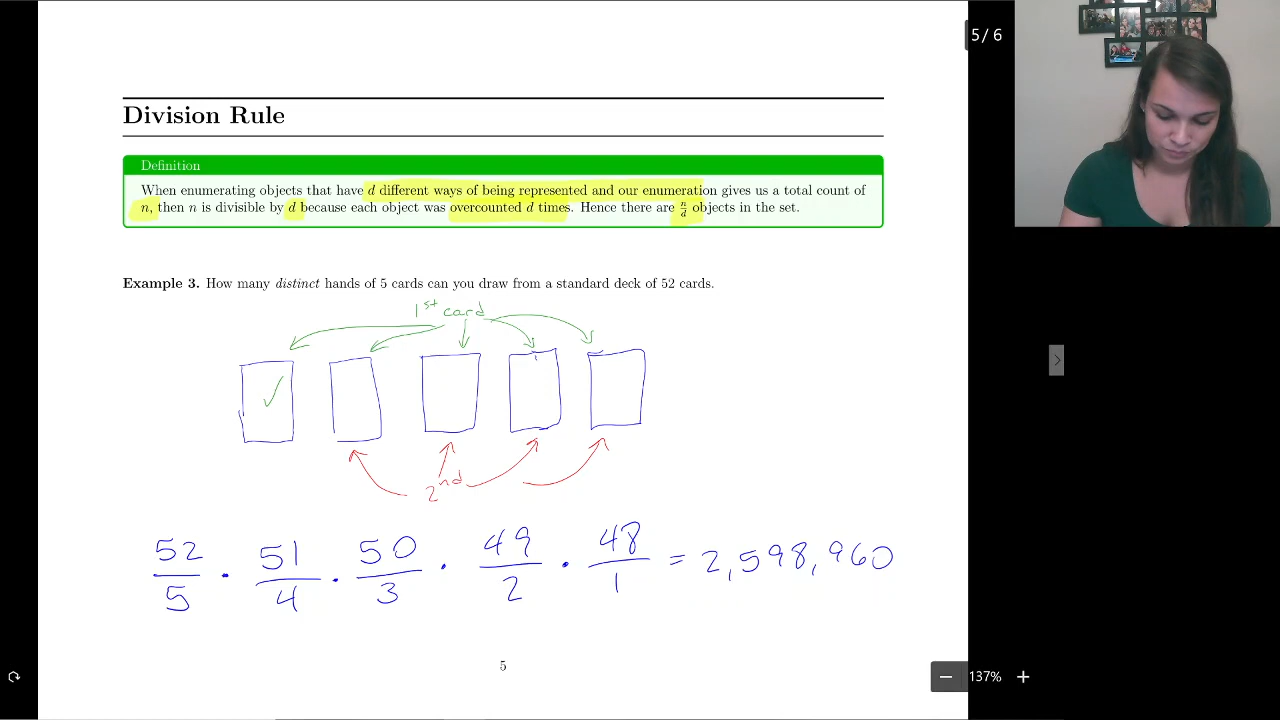 5 / 6
Division Rule
Definition
When enumerating objects that have d different ways of being represented and our enumeration gives us a total count of
n, then n is divisible by d because each object was overcounted d times. Hence there are n/d objects in the set.
Example 3. How many distinct hands of 5 cards can you draw from a standard deck of 52 cards.
1st card
2nd
52/5 · 51/4 · 50/3 · 49/2 · 48/1 = 2,598,960
5
137%